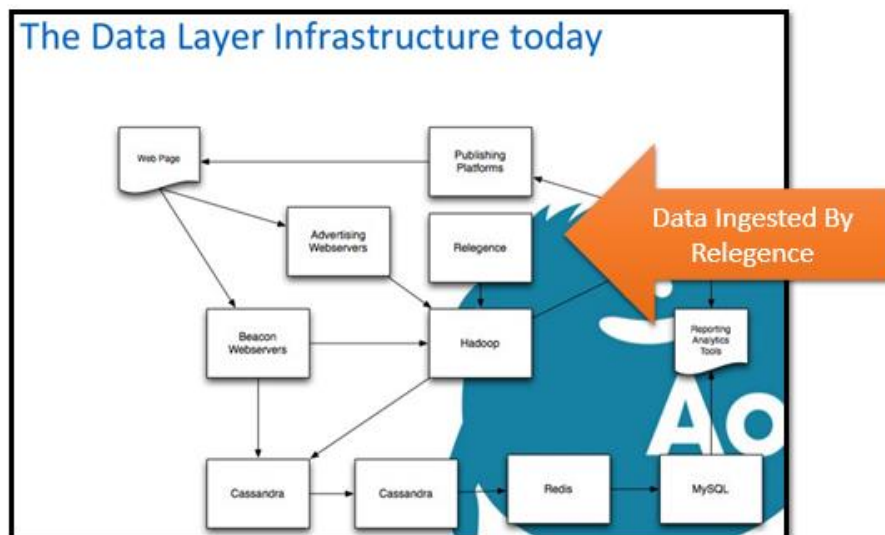 The Data Layer Infrastructure today
Web Page
Publishing
Platforms
Advertising
Webservers
Relegence
Data Ingested By
Relegence
Beacon
Webservers
Hadoop
Reporting
Analytics
Tools
Ao
Cassandra
Cassandra
Redis
MySQL